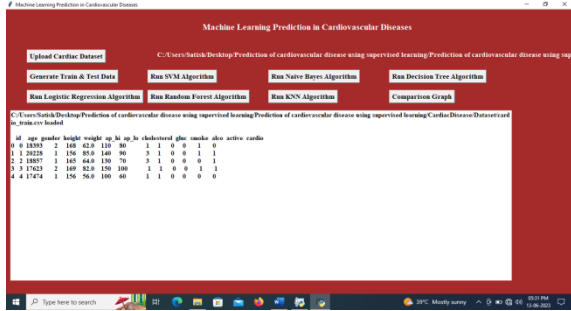 Machine Learning Prediction in Cardiovascular Diseases
Machine Learning Prediction in Cardiovascular Diseases
Upload Cardiac Dataset C:/Users/Satish/Desktop/Prediction of cardiovascular disease using supervised learning/Prediction of cardiovascular disease using sup
Generate Train & Test Data Run SVM Algorithm Run Naive Bayes Algorithm Run Decision Tree Algorithm
Run Logistic Regression Algorithm Run Random Forest Algorithm Run KNN Algorithm Comparison Graph
C:/Users/Satish/Desktop/Prediction of cardiovascular disease using supervised learning/Prediction of cardiovascular disease using supervised learning/CardiacDisease/Dataset/card
io_train.csv loaded
id age gender height weight ap_hi ap_lo cholesterol gluc smoke alco active cardio
0 0 18393 2 168 62.0 110 80 1 1 0 0 1 0
1 1 20228 1 156 85.0 140 90 3 1 0 0 1 1
2 2 18857 1 165 64.0 130 70 3 1 0 0 0 1
3 3 17623 2 169 82.0 150 100 1 1 0 0 1 1
4 4 17474 1 156 56.0 100 60 1 1 0 0 0 0
Type here to search 39°C Mostly sunny 05:01 PM
13-06-2023